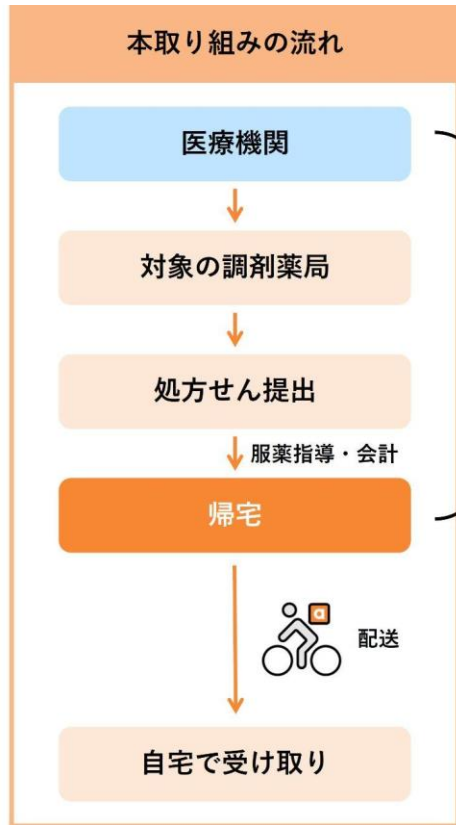 本取り組みの流れ
医療機関
対象の調剤薬局
処方せん提出
服薬指導・会計
帰宅
a
配送
自宅で受け取り